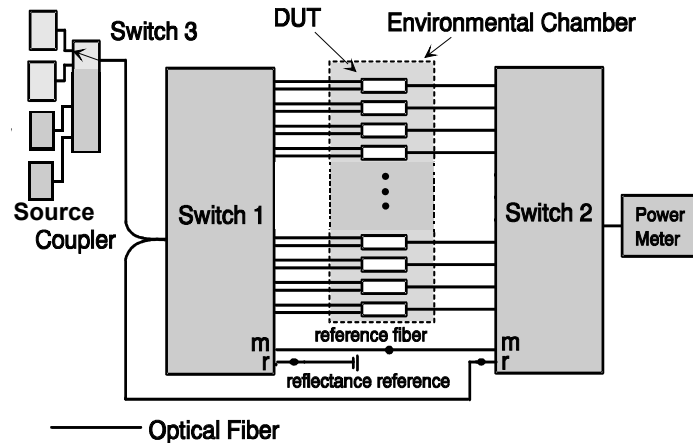 DUT
Environmental Chamber
Switch 3
Source
Coupler
Switch 1
Switch 2
Power
Meter
m
reference fiber
m
r
r
reflectance reference
Optical Fiber